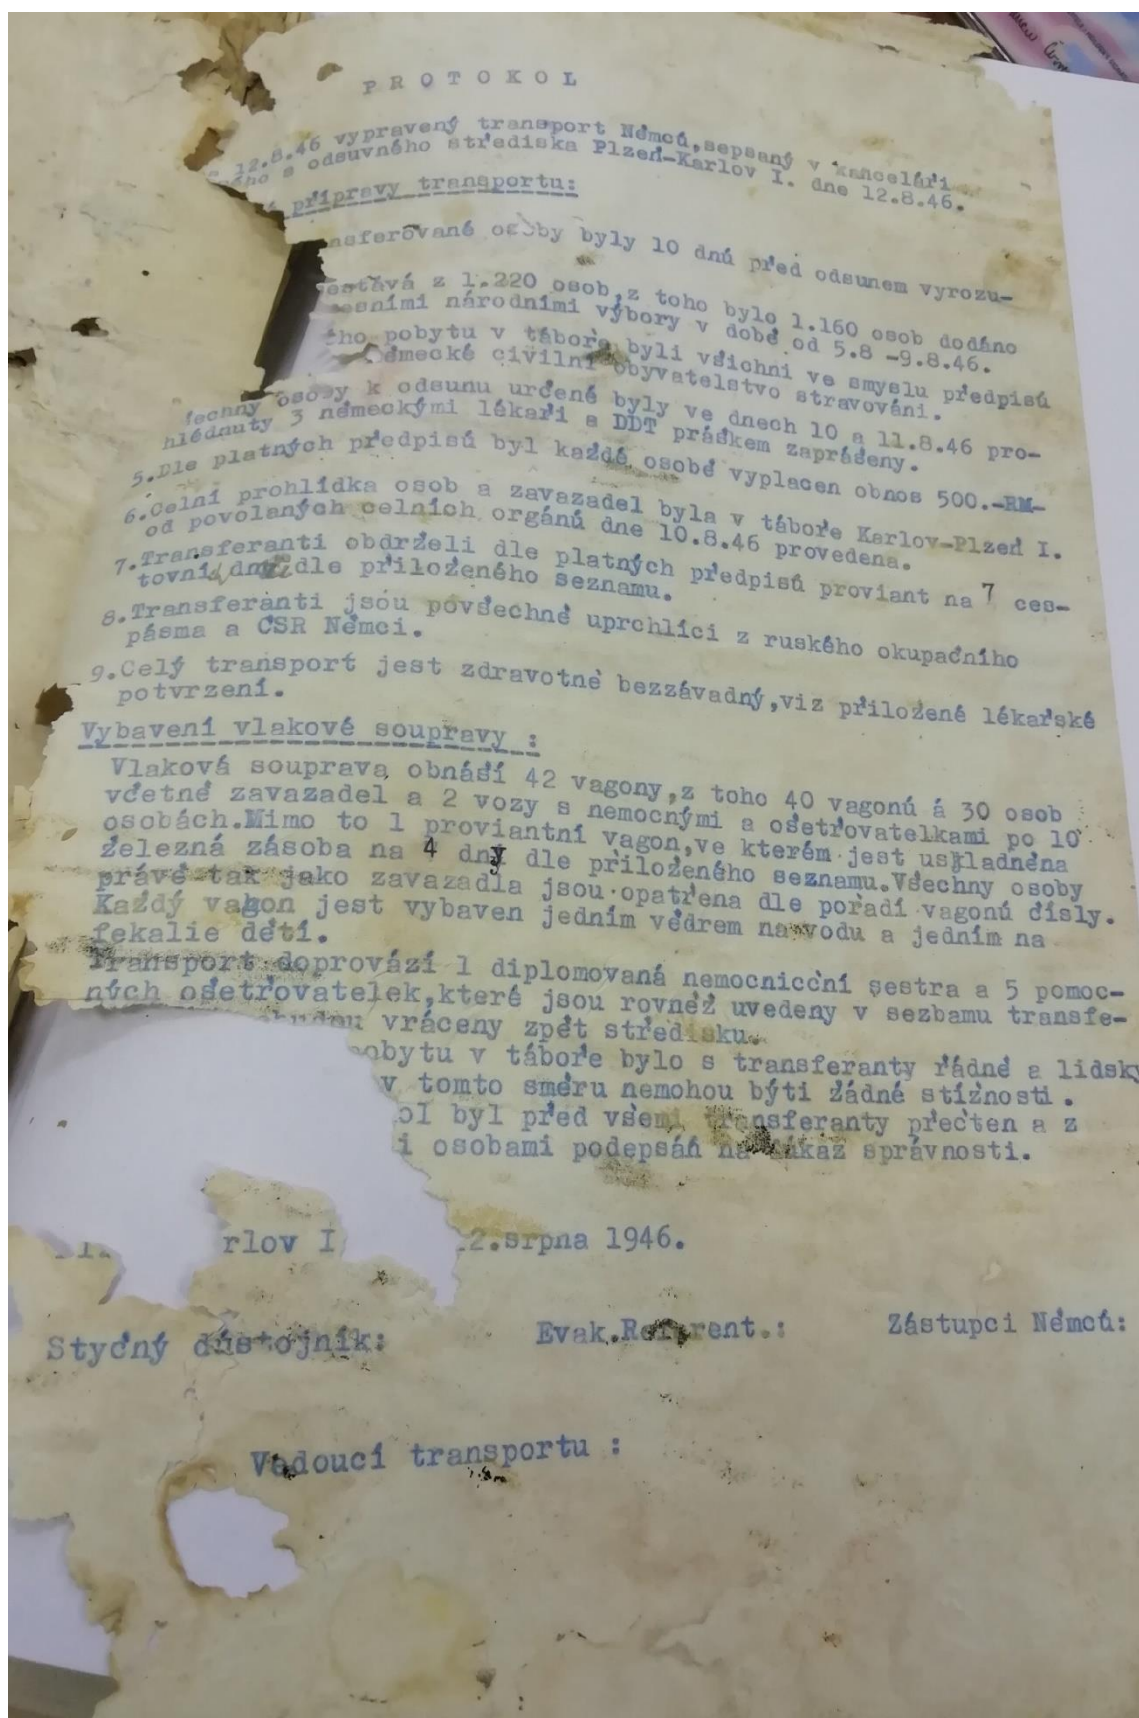 PROTOKOL
12.8.46 vypravený transport Němců,sepsaný v kanceláři
ého a odsuvného střediska Plzeň-Karlov I. dne 12.8.46.
přípravy transportu:
nsferované osoby byly 10 dnů před odsunem vyrozu-
estává z 1.220 osob,z toho bylo 1.160 osob dodáno
esními národními výbory v době od 5.8 -9.8.46.
ého pobytu v táboře byli všichni ve smyslu předpisů
německé civilní obyvatelstvo stravováni.
šechny osoby k odsunu určené byly ve dnech 10 a 11.8.46 pro-
hlédnuty 3 německými lékaři a DDT práškem zaprášeny.
5.Dle platných předpisů byl každé osobě vyplacen obnos 500.-RM-
6.Celní prohlídka osob a zavazadel byla v táboře Karlov-Plzeň I.
od povolaných celních orgánů dne 10.8.46 provedena.
7.Transferanti obdrželi dle platných předpisů proviant na 7 ces-
tovní dle přiloženého seznamu.
8.Transferanti jsou povšechně uprchlíci z ruského okupačního
pásma a ČSR Němci.
9.Celý transport jest zdravotně bezzávadný,viz přiložené lékařské
potvrzení.
Vybavení vlakové soupravy :
Vlaková souprava obnáší 42 vagony,z toho 40 vagonů á 30 osob
včetně zavazadel a 2 vozy s nemocnými a ošetřovatelkami po 10
osobách.Mimo to 1 proviantní vagon,ve kterém jest uskladněna
železná zásoba na 4 dny dle přiloženého seznamu.Všechny osoby
právě tak jako zavazadla jsou opatřena dle pořadí vagonů čísly.
Každý vagon jest vybaven jedním vědrem na vodu a jedním na
fekalie dětí.
Transport doprovází 1 diplomovaná nemocniční sestra a 5 pomoc-
ných ošetřovatelek,které jsou rovněž uvedeny v sezbamu transfe-
budou vráceny zpět středisku.
pobytu v táboře bylo s transferanty řádně a lidsky
v tomto směru nemohou býti žádné stížnosti.
ol byl před všemi transferanty přečten a z
i osobami podepsán na důkaz správnosti.
rlov I 2.srpna 1946.
Styčný důstojník: Evak.Referent.: Zástupci Němců:
Vedoucí transportu :